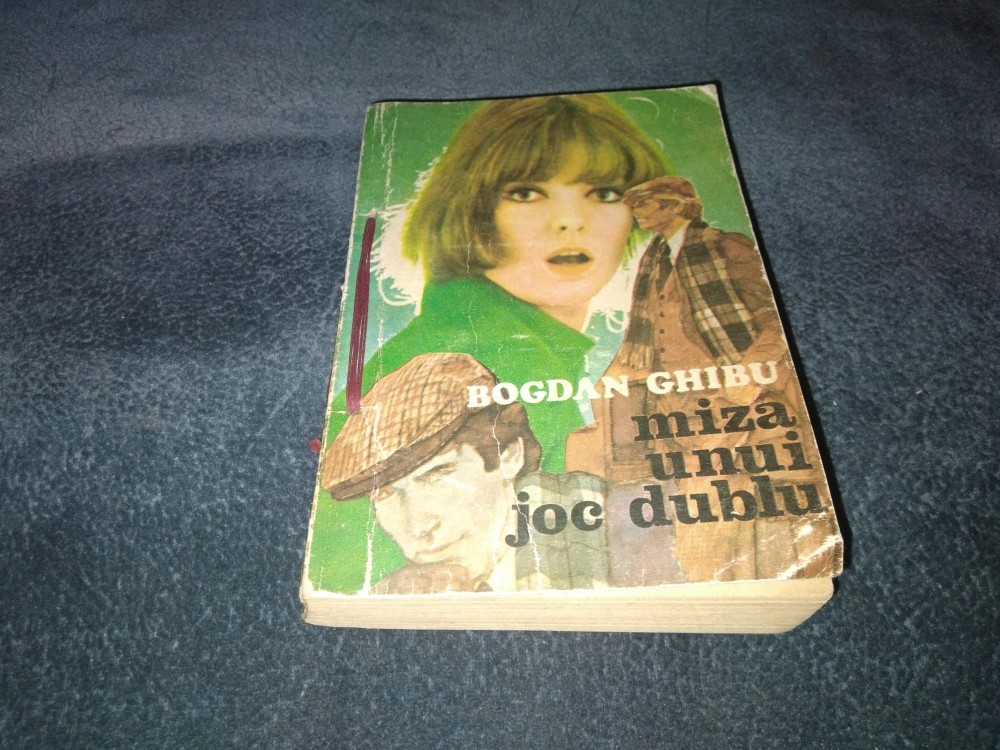 BOGDAN GHIBU
miza
unui
joc dublu